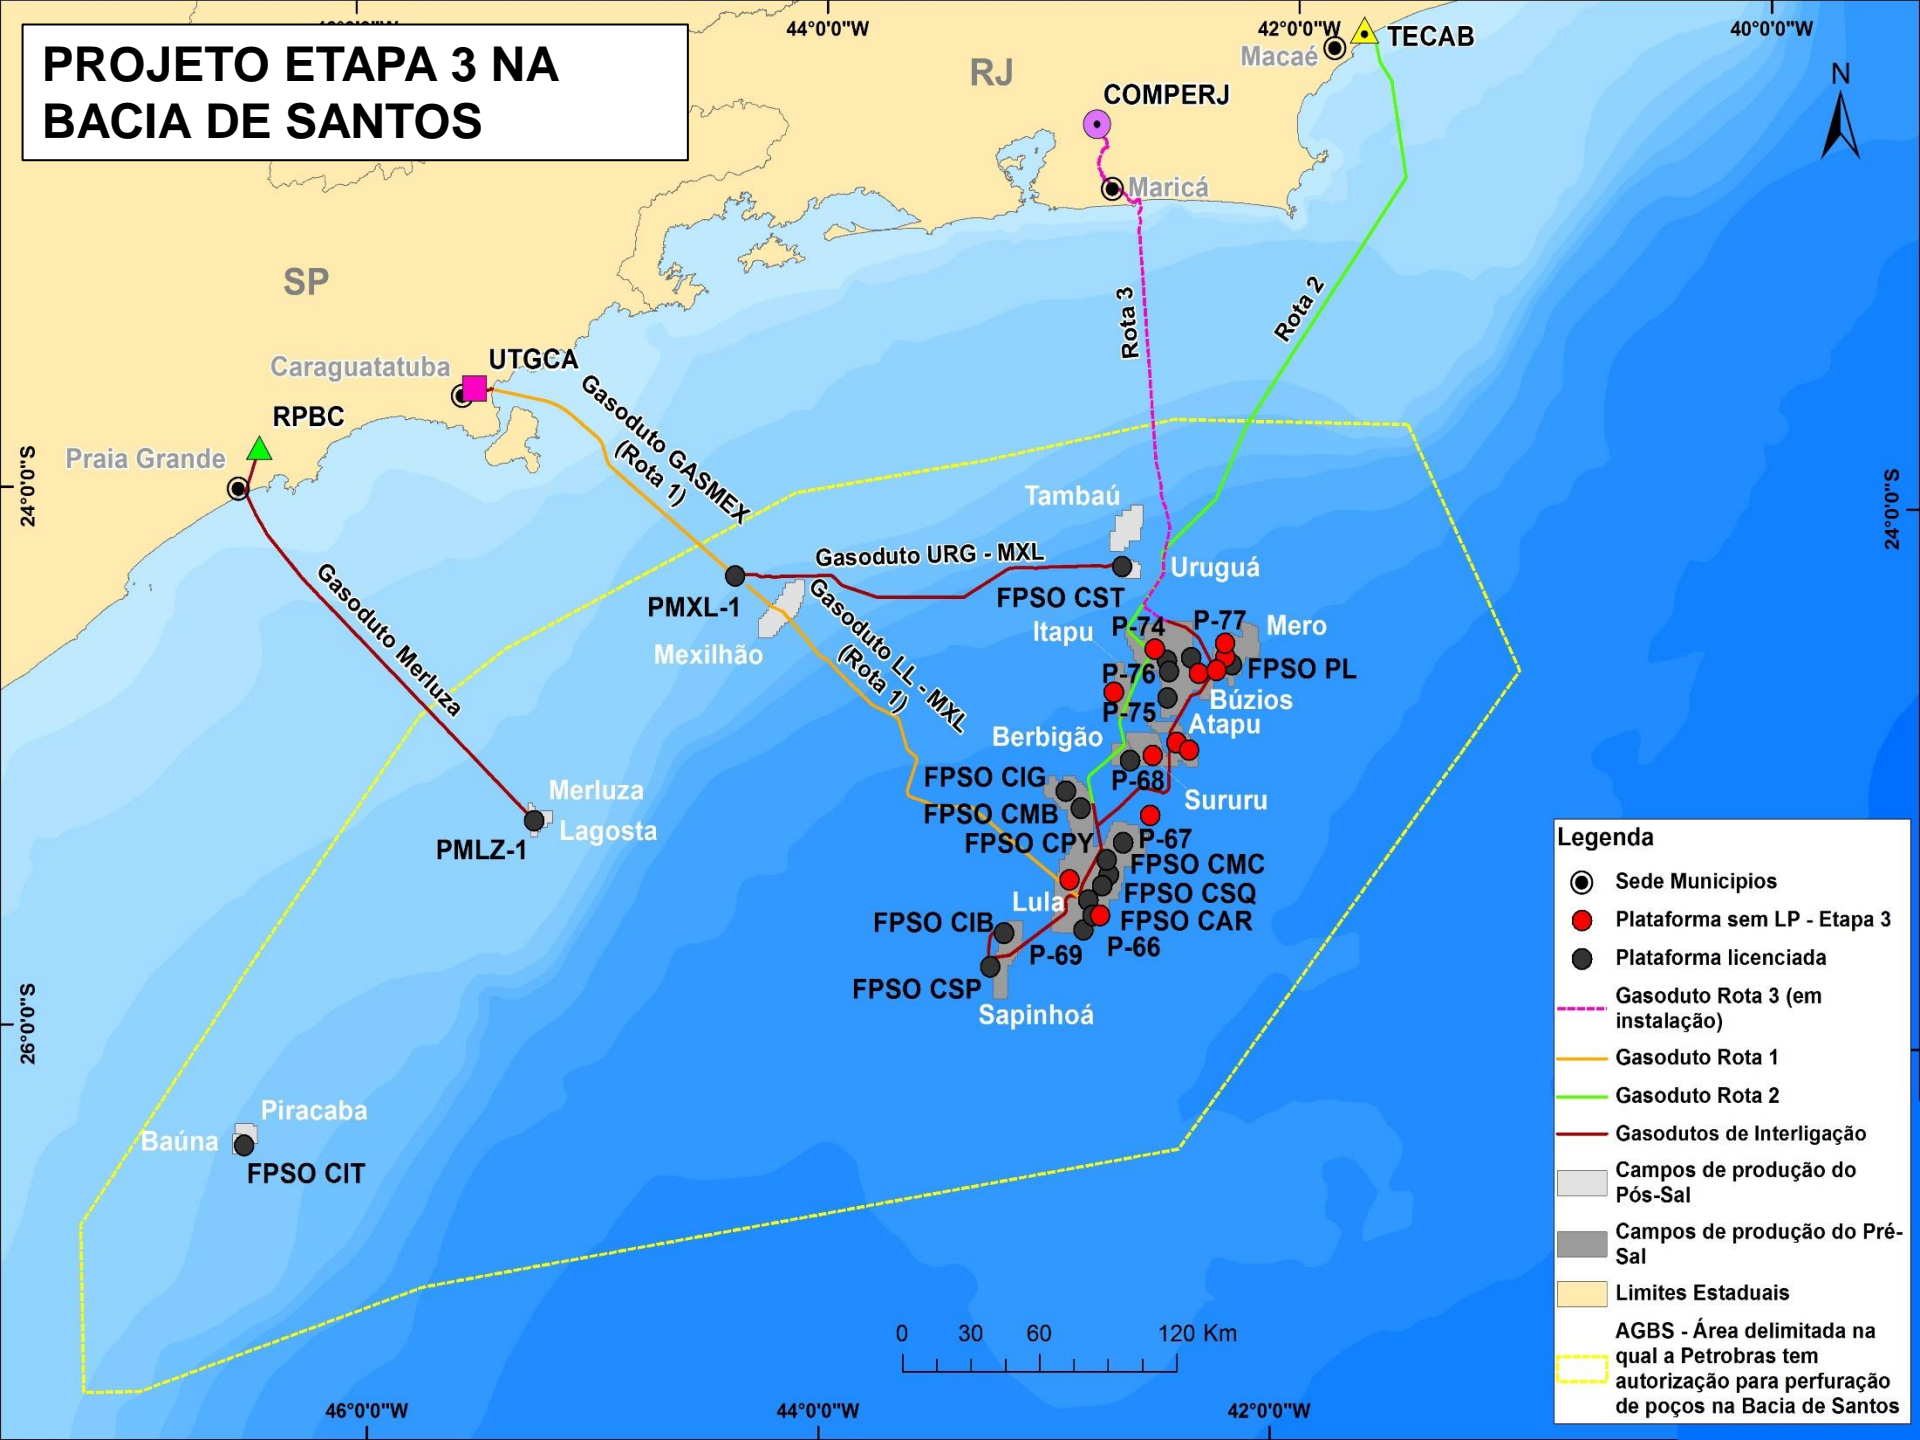 PROJETO ETAPA 3 NA
BACIA DE SANTOS
44°0'0"W
42°0'0"W
40°0'0"W
TECAB
Macaé
RJ
COMPERJ
N
Maricá
SP
Rota 3
Rota 2
Caraguatatuba
UTGCA
RPBC
Praia Grande
Gasoduto GASMEX
(Rota 1)
24°0'0"S
24°0'0"S
Tambaú
Gasoduto URG - MXL
Uruguá
FPSO CST
PMXL-1
Mexilhão
Gasoduto LL - MXL
(Rota 1)
Gasoduto Merluza
Itapu
P-74
P-77
Mero
P-76
FPSO PL
Búzios
P-75
Atapu
Berbigão
P-68
Sururu
FPSO CIG
FPSO CMB
FPSO CPY
P-67
FPSO CMC
FPSO CSQ
Lula
FPSO CAR
FPSO CIB
P-69
P-66
FPSO CSP
Sapinhoá
Merluza
Lagosta
PMLZ-1
26°0'0"S
Piracaba
Baúna
FPSO CIT
Legenda
Sede Municipios
Plataforma sem LP - Etapa 3
Plataforma licenciada
Gasoduto Rota 3 (em
instalação)
Gasoduto Rota 1
Gasoduto Rota 2
Gasodutos de Interligação
Campos de produção do
Pós-Sal
Campos de produção do Pré-
Sal
Limites Estaduais
AGBS - Área delimitada na
qual a Petrobras tem
autorização para perfuração
de poços na Bacia de Santos
0 30 60 120 Km
46°0'0"W
44°0'0"W
42°0'0"W